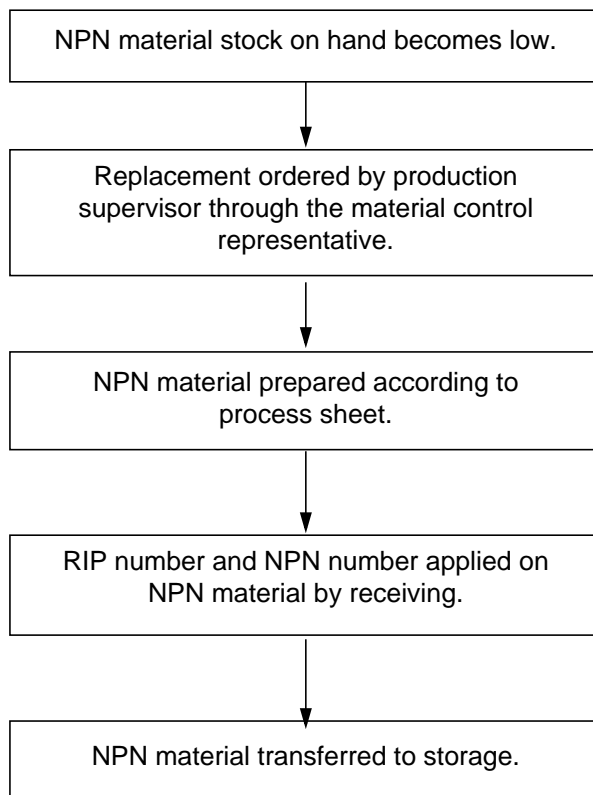 NPN material stock on hand becomes low.
Replacement ordered by production
supervisor through the material control
representative.
NPN material prepared according to
process sheet.
RIP number and NPN number applied on
NPN material by receiving.
NPN material transferred to storage.